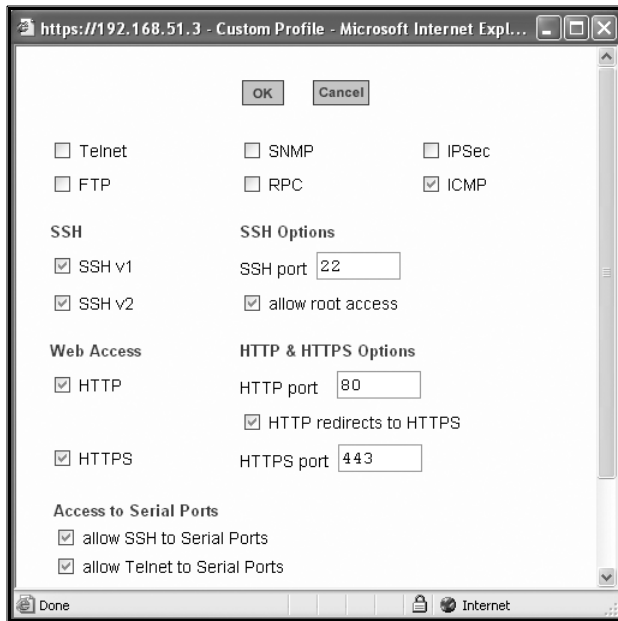 https://192.168.51.3 - Custom Profile - Microsoft Internet Expl...
OK Cancel
Telnet SNMP IPSec
FTP RPC ICMP
SSH SSH Options
SSH v1 SSH port 22
SSH v2 allow root access
Web Access HTTP & HTTPS Options
HTTP HTTP port 80
HTTP redirects to HTTPS
HTTPS HTTPS port 443
Access to Serial Ports
allow SSH to Serial Ports
allow Telnet to Serial Ports
Done Internet